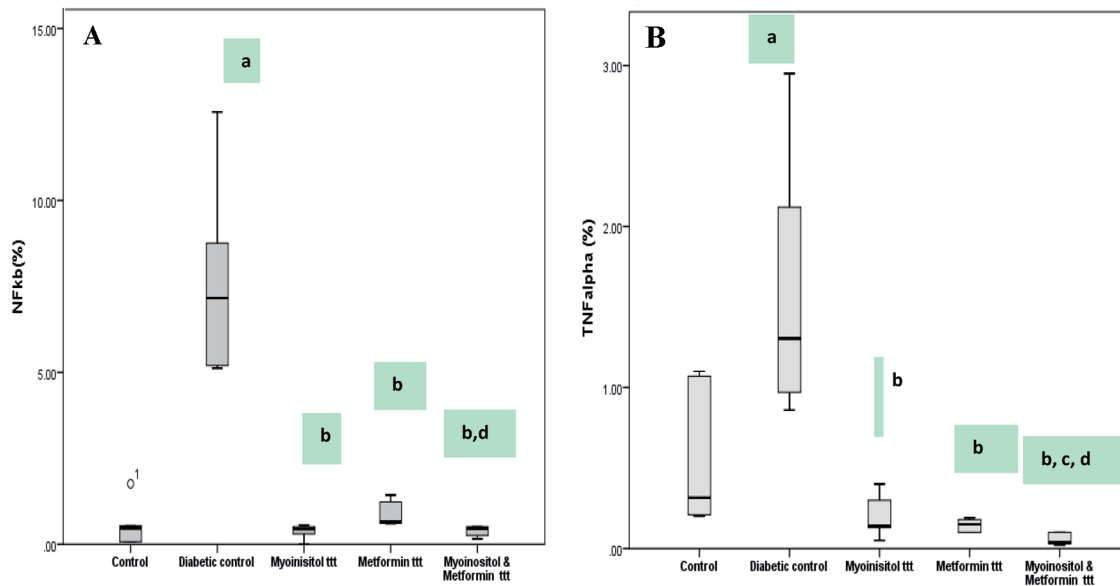 A
15.00
10.00
5.00
.00
NFkb(%)
a
b
b
b,d
1
Control
Diabetic control
Myoinisitol ttt
Metformin ttt
Myoinositol &
Metformin ttt
B
3.00
2.00
1.00
.00
TNFalpha (%)
a
b
b
b, c, d
Control
Diabetic control
Myoinisitol ttt
Metformin ttt
Myoinositol &
Metformin ttt